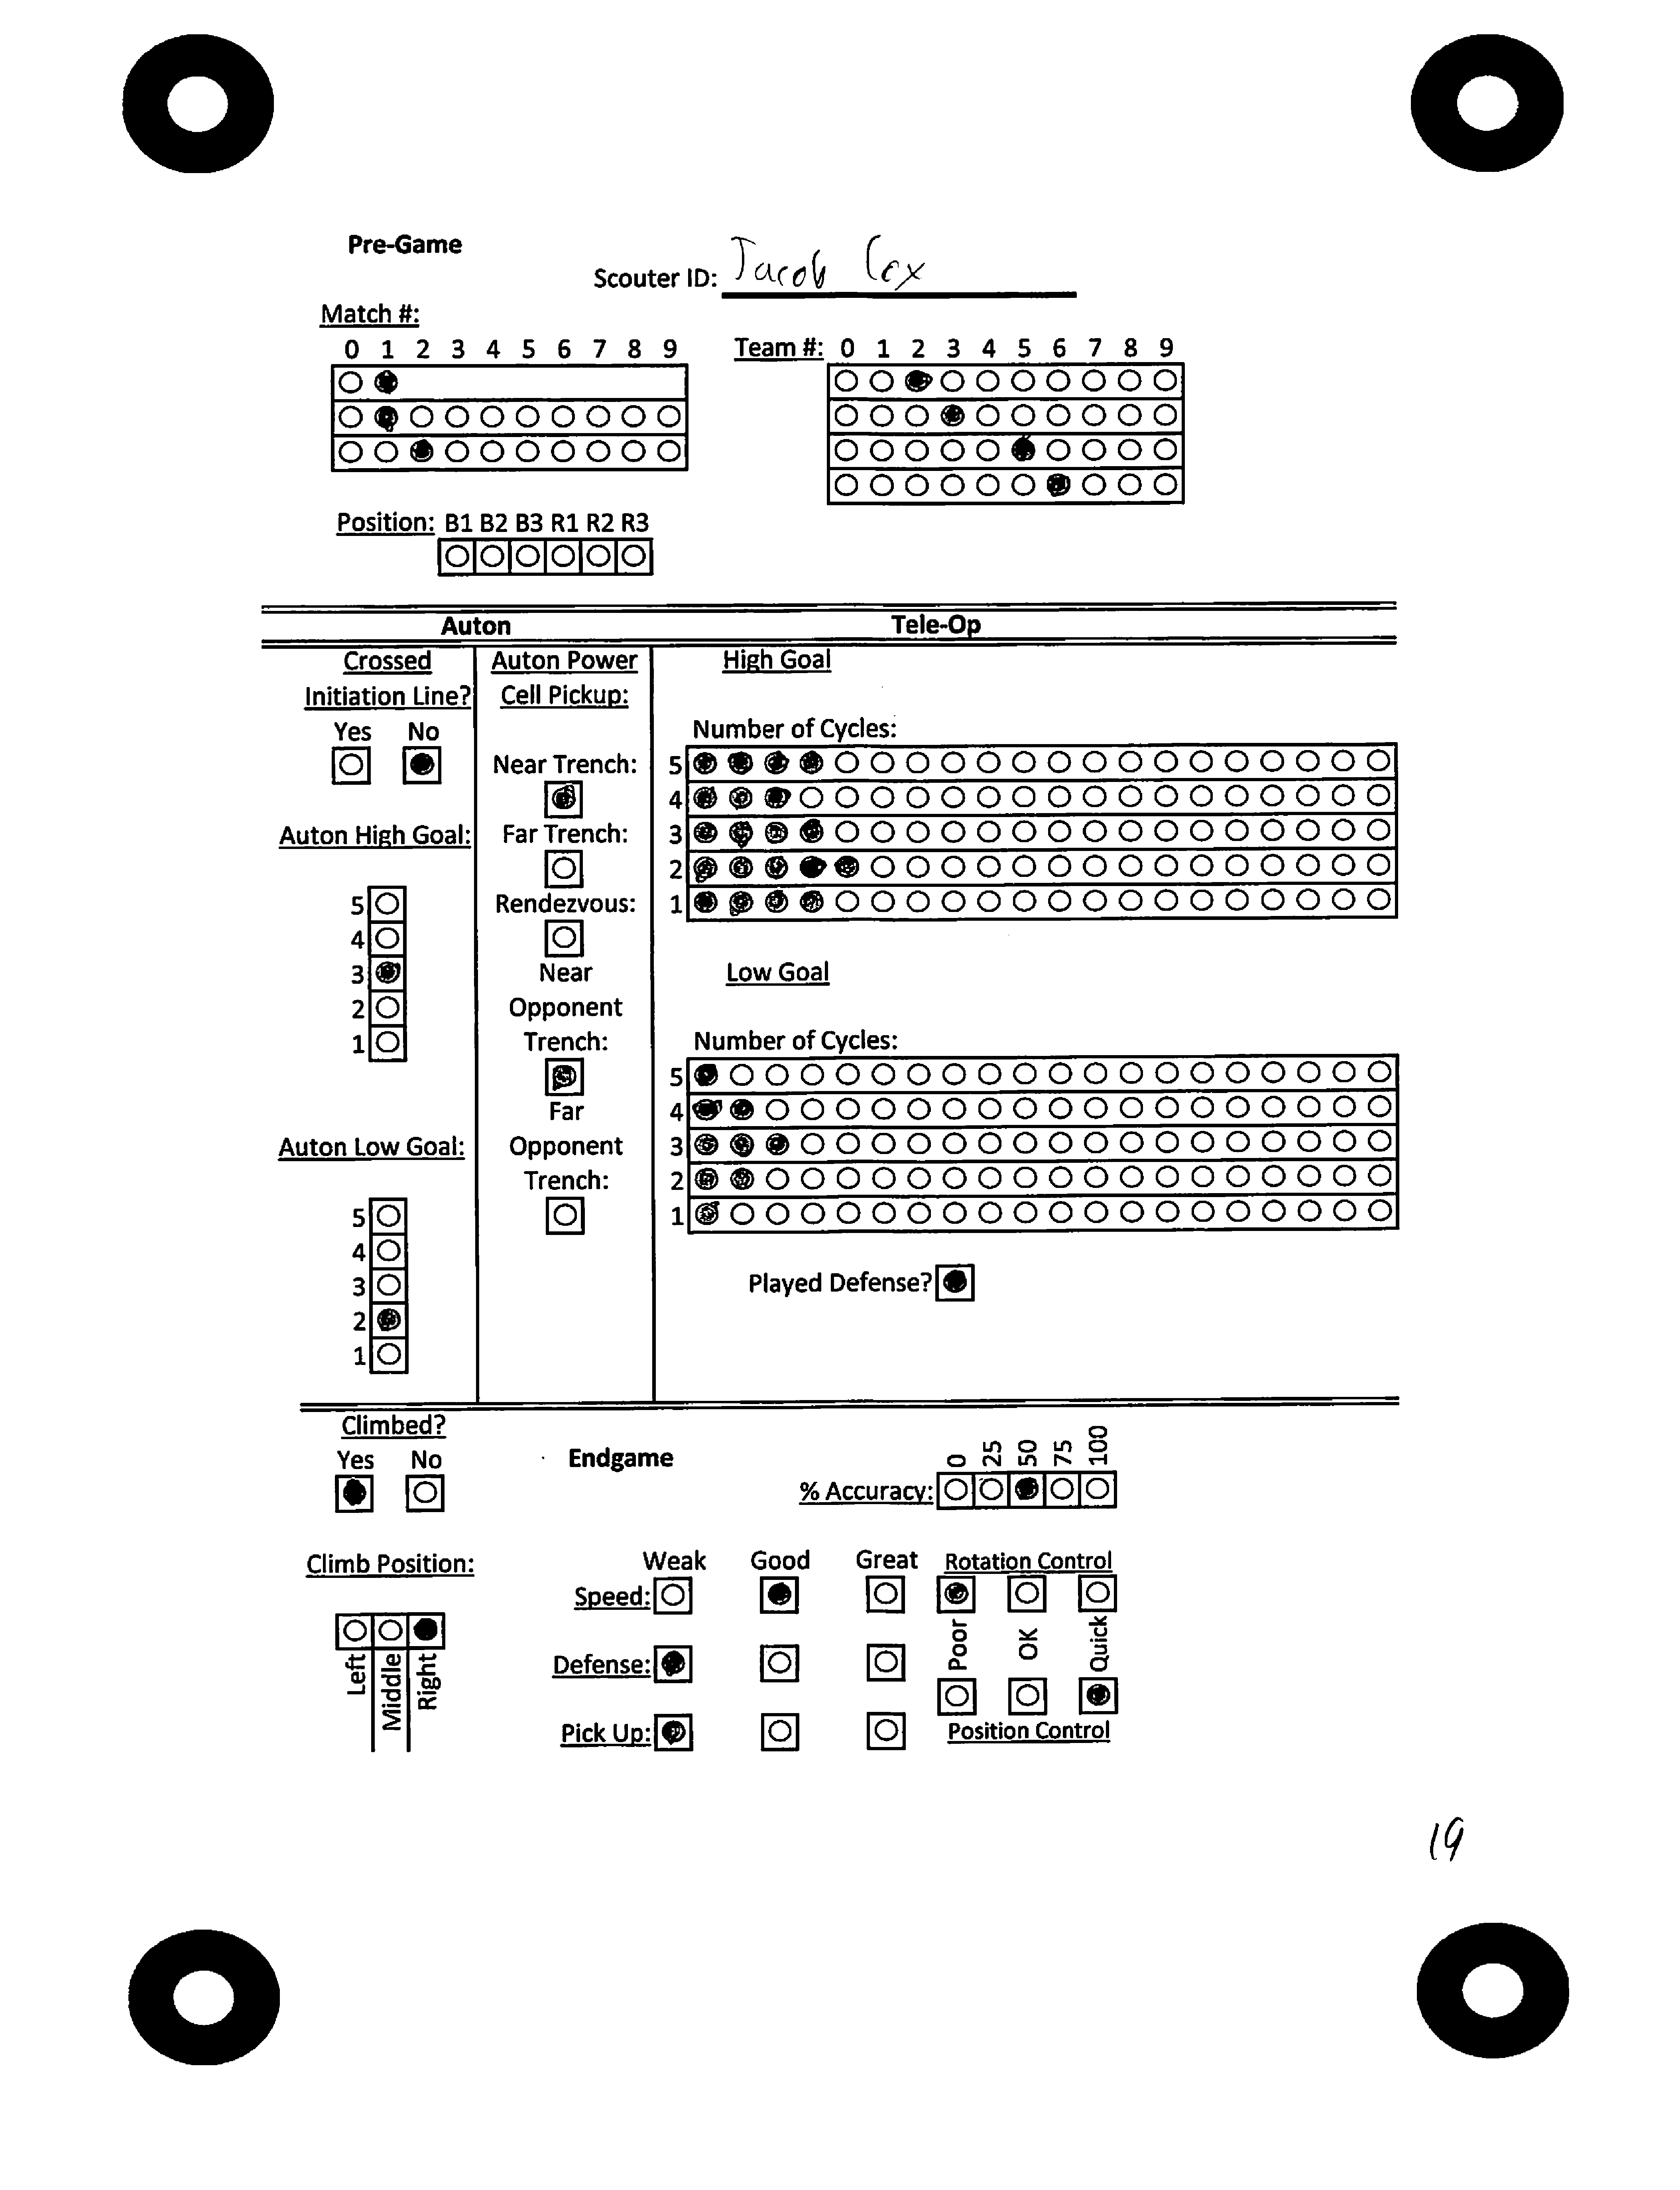 Pre-Game
Scouter ID: Jacob Cox
Match #:
0 1 2 3 4 5 6 7 8 9
Team #: 0 1 2 3 4 5 6 7 8 9
Position: B1 B2 B3 R1 R2 R3
Auton
Tele-Op
Crossed
Initiation Line?
Yes No
Auton High Goal:
5
4
3
2
1
Auton Low Goal:
5
4
3
2
1
Auton Power
Cell Pickup:
Near Trench:
Far Trench:
Rendezvous:
Near
Opponent
Trench:
Far
Opponent
Trench:
High Goal
Number of Cycles:
5
4
3
2
1
Low Goal
Number of Cycles:
5
4
3
2
1
Played Defense?
Climbed?
Yes No
Endgame
0 25 50 75 100
% Accuracy:
Climb Position:
Left Middle Right
Weak Good Great
Speed:
Defense:
Pick Up:
Rotation Control
Poor OK Quick
Position Control
19